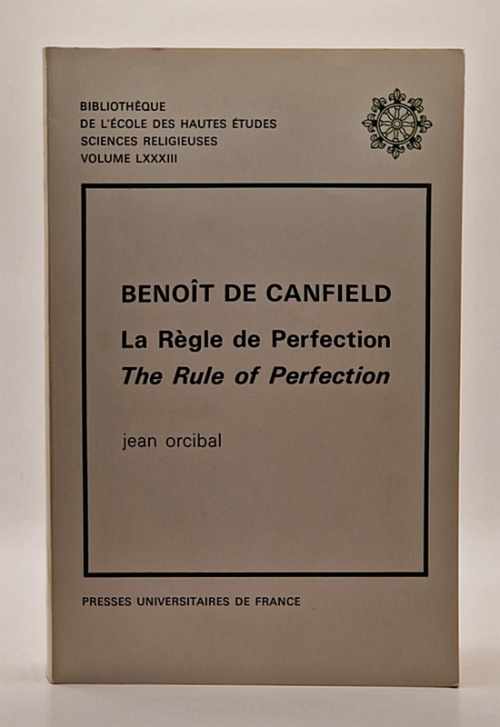 BIBLIOTHÈQUE
DE L'ÉCOLE DES HAUTES ÉTUDES
SCIENCES RELIGIEUSES
VOLUME LXXXIII
BENOÎT DE CANFIELD
La Règle de Perfection
The Rule of Perfection
jean orcibal
PRESSES UNIVERSITAIRES DE FRANCE